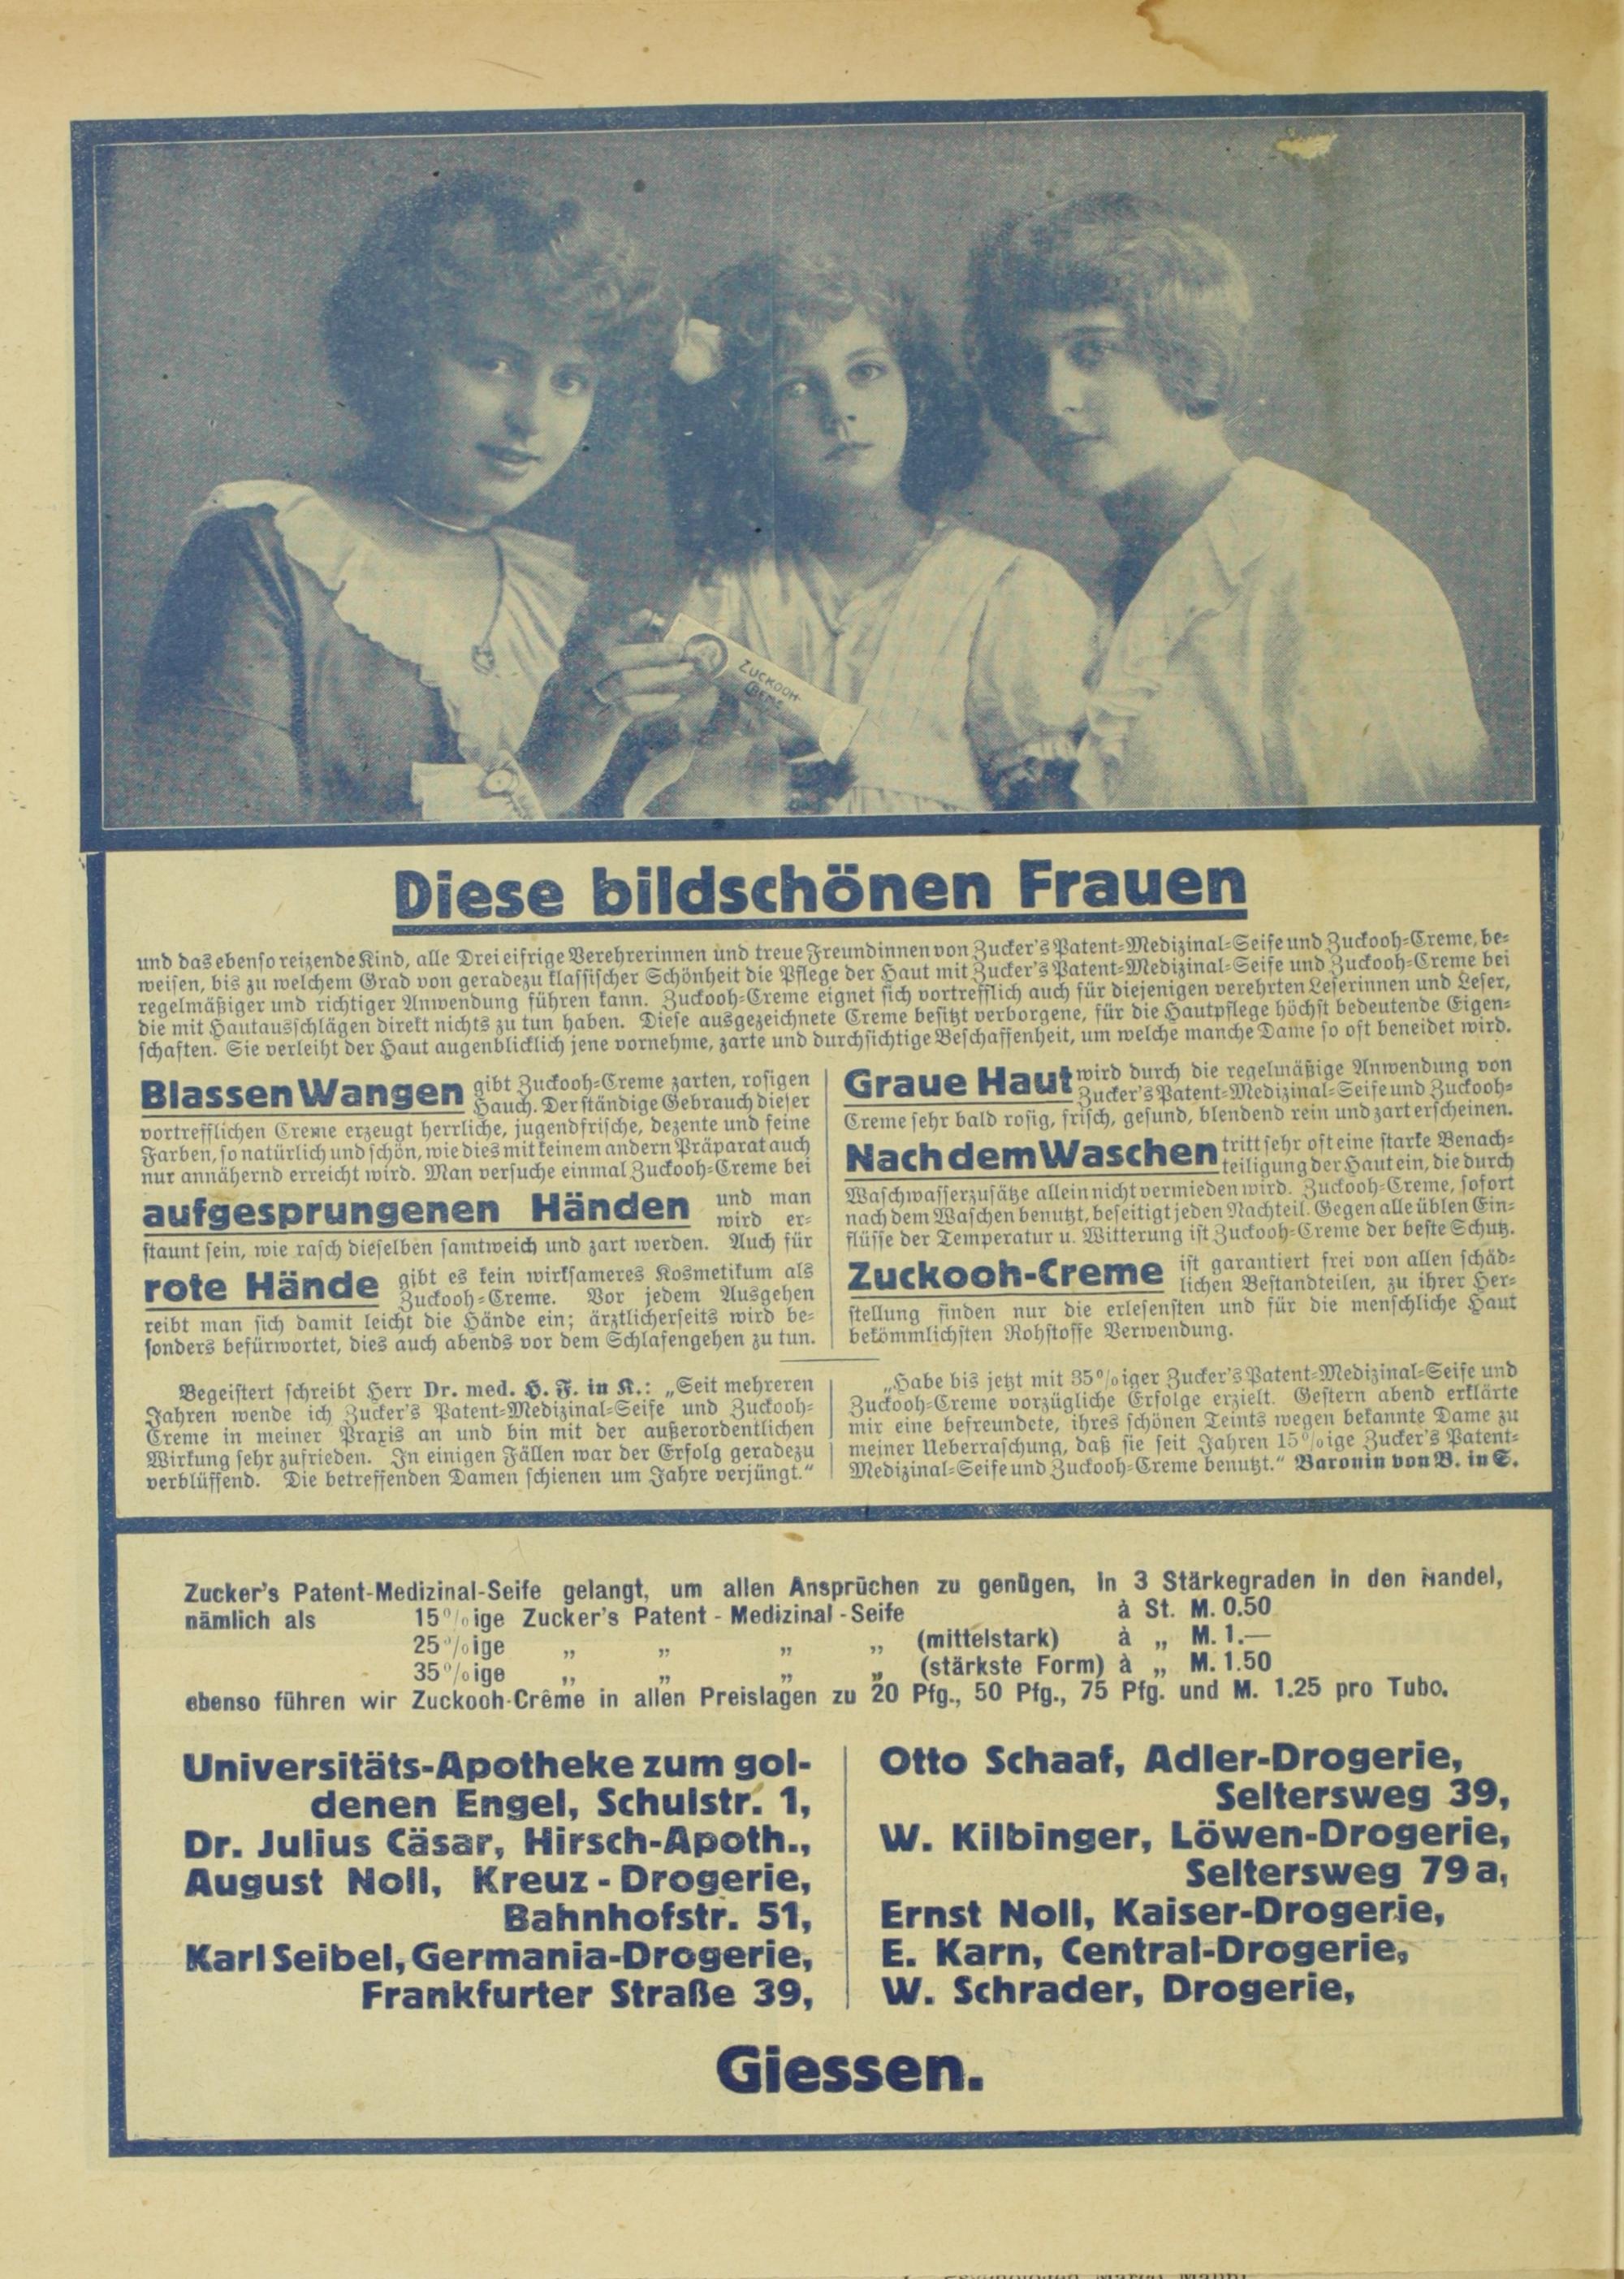 ZUCKOOH
CREME
Diese bildschönen Frauen
und das ebenso reizende Kind, alle Drei eifrige Verehrerinnen und treue Freundinnen von Zucker's Patent-Medizinal-Seife und Zuckooh-Creme, be-
weisen, bis zu welchem Grad von geradezu klassischer Schönheit die Pflege der Haut mit Zucker's Patent-Medizinal-Seife und Zuckooh-Creme bei
regelmäßiger und richtiger Anwendung führen kann. Zuckooh-Creme eignet sich vortrefflich auch für diejenigen verehrten Leserinnen und Leser,
die mit Hautausschlägen direkt nichts zu tun haben. Diese ausgezeichnete Creme besitzt verborgene, für die Hautpflege höchst bedeutende Eigen-
schaften. Sie verleiht der Haut augenblicklich jene vornehme, zarte und durchsichtige Beschaffenheit, um welche manche Dame so oft beneidet wird.
Blassen Wangen gibt Zuckooh-Creme zarten, rosigen
Hauch. Der ständige Gebrauch dieser
vortrefflichen Creme erzeugt herrliche, jugendfrische, dezente und feine
Farben, so natürlich und schön, wie dies mit keinem andern Präparat auch
nur annähernd erreicht wird. Man versuche einmal Zuckooh-Creme bei
aufgesprungenen Händen und man
wird er-
staunt sein, wie rasch dieselben samtweich und zart werden. Auch für
rote Hände gibt es kein wirksameres Kosmetikum als
Zuckooh-Creme. Vor jedem Ausgehen
reibt man sich damit leicht die Hände ein; ärztlicherseits wird be-
sonders befürwortet, dies auch abends vor dem Schlafengehen zu tun.
Graue Haut wird durch die regelmäßige Anwendung von
Zucker's Patent-Medizinal-Seife und Zuckooh-
Creme sehr bald rosig, frisch, gesund, blendend rein und zart erscheinen.
Nach dem Waschen tritt sehr oft eine starke Benach-
teiligung der Haut ein, die durch
Waschwasserzusätze allein nicht vermieden wird. Zuckooh-Creme, sofort
nach dem Waschen benutzt, beseitigt jeden Nachteil. Gegen alle üblen Ein-
flüsse der Temperatur u. Witterung ist Zuckooh-Creme der beste Schutz.
Zuckooh-Creme ist garantiert frei von allen schäd-
lichen Bestandteilen, zu ihrer Her-
stellung finden nur die erlesensten und für die menschliche Haut
bekömmlichsten Rohstoffe Verwendung.
Begeistert schreibt Herr Dr. med. H. F. in K.: „Seit mehreren
Jahren wende ich Zucker's Patent-Medizinal-Seife und Zuckooh-
Creme in meiner Praxis an und bin mit der außerordentlichen
Wirkung sehr zufrieden. In einigen Fällen war der Erfolg geradezu
verblüffend. Die betreffenden Damen schienen um Jahre verjüngt.“
„Habe bis jetzt mit 35%iger Zucker's Patent-Medizinal-Seife und
Zuckooh-Creme vorzügliche Erfolge erzielt. Gestern abend erklärte
mir eine befreundete, ihres schönen Teints wegen bekannte Dame zu
meiner Ueberraschung, daß sie seit Jahren 15%ige Zucker's Patent-
Medizinal-Seife und Zuckooh-Creme benutzt.“ Baronin von B. in S.
Zucker's Patent-Medizinal-Seife gelangt, um allen Ansprüchen zu genügen, in 3 Stärkegraden in den Handel,
nämlich als 15%ige Zucker's Patent-Medizinal-Seife à St. M. 0.50
25%ige „ „ „ „ (mittelstark) à „ M. 1.—
35%ige „ „ „ „ (stärkste Form) à „ M. 1.50
ebenso führen wir Zuckooh-Crême in allen Preislagen zu 20 Pfg., 50 Pfg., 75 Pfg. und M. 1.25 pro Tubo.
Universitäts-Apotheke zum gol-
denen Engel, Schulstr. 1,
Dr. Julius Cäsar, Hirsch-Apoth.,
August Noll, Kreuz-Drogerie,
Bahnhofstr. 51,
Karl Seibel, Germania-Drogerie,
Frankfurter Straße 39,
Otto Schaaf, Adler-Drogerie,
Seltersweg 39,
W. Kilbinger, Löwen-Drogerie,
Seltersweg 79a,
Ernst Noll, Kaiser-Drogerie,
E. Karn, Central-Drogerie,
W. Schrader, Drogerie,
Giessen.